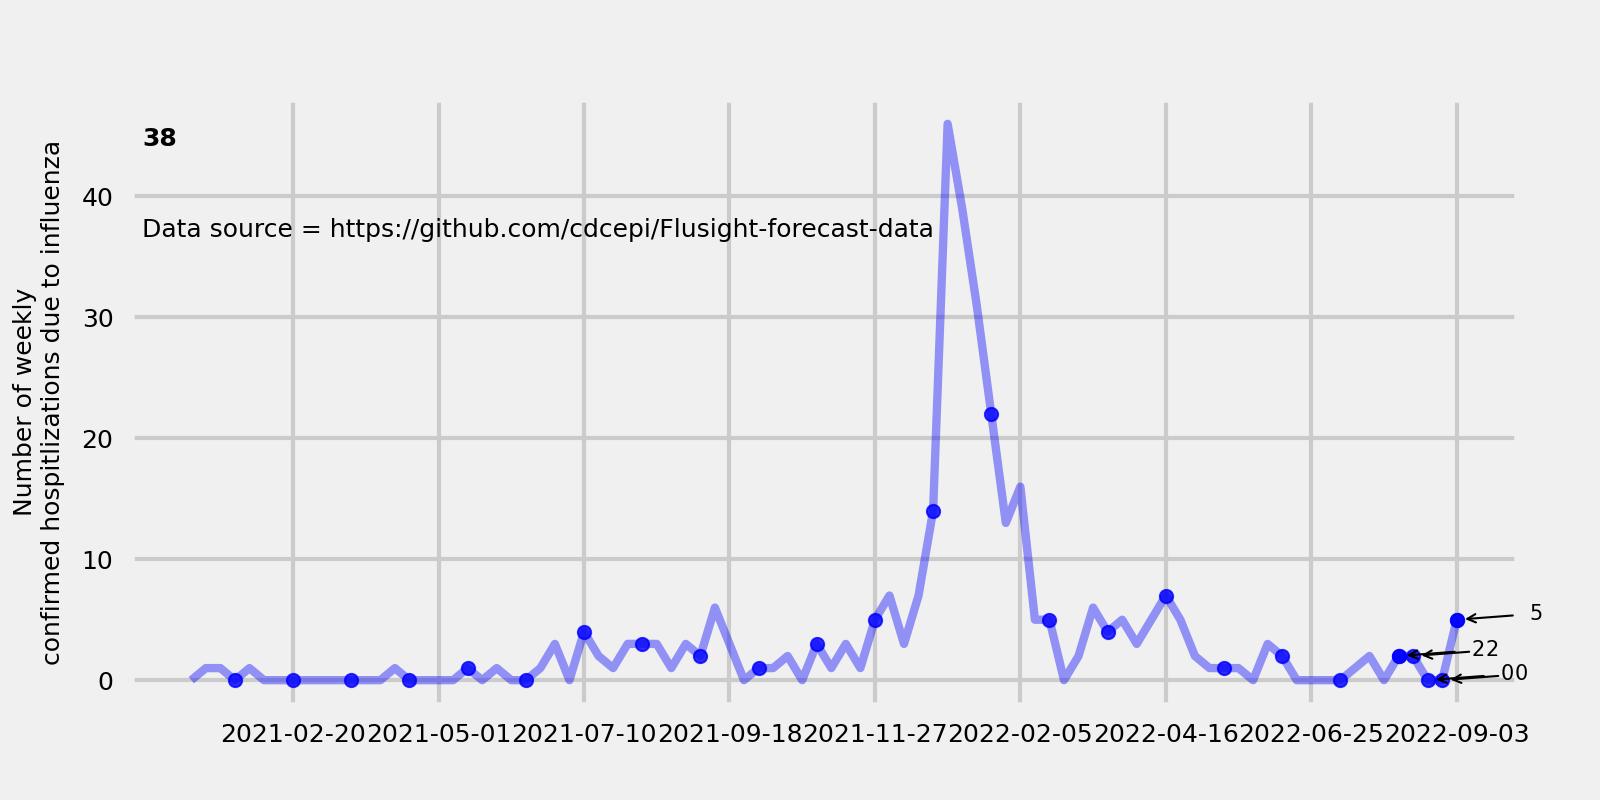 38
Data source = https://github.com/cdcepi/Flusight-forecast-data
Number of weekly
confirmed hospitlizations due to influenza
40
30
20
10
0
5
22
00
2021-02-20 2021-05-01 2021-07-10 2021-09-18 2021-11-27 2022-02-05 2022-04-16 2022-06-25 2022-09-03